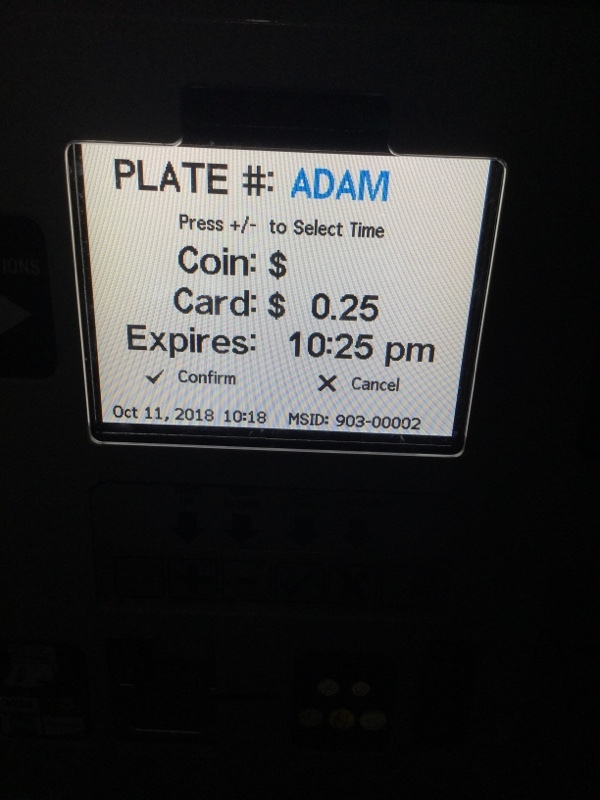 PLATE #: ADAM
Press +/- to Select Time
Coin: $
Card: $ 0.25
Expires: 10:25 pm
✓ Confirm ✕ Cancel
Oct 11, 2018 10:18 MSID: 903-00002